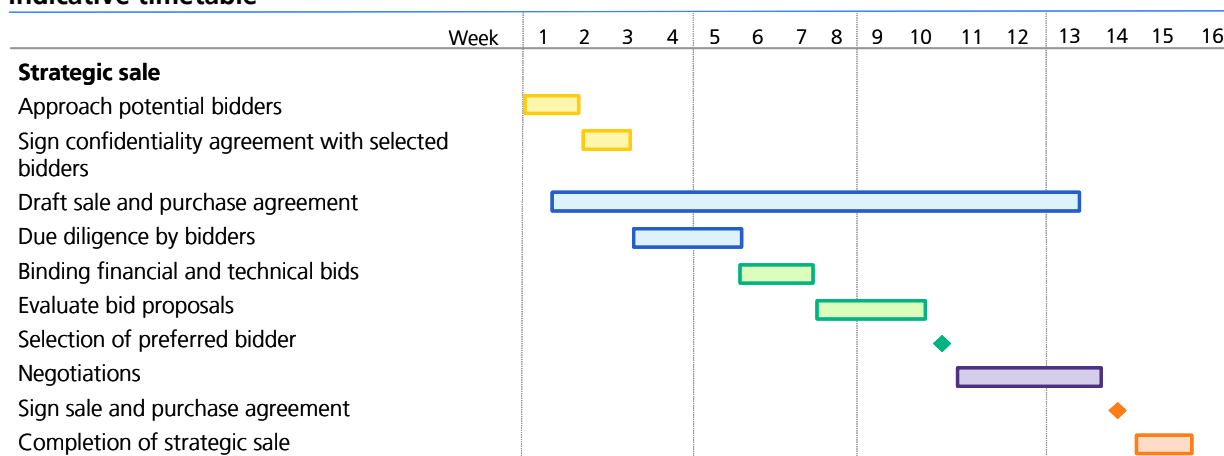 Indicative timetable
Week 1 2 3 4 5 6 7 8 9 10 11 12 13 14 15 16
Strategic sale
Approach potential bidders
Sign confidentiality agreement with selected
bidders
Draft sale and purchase agreement
Due diligence by bidders
Binding financial and technical bids
Evaluate bid proposals
Selection of preferred bidder
Negotiations
Sign sale and purchase agreement
Completion of strategic sale